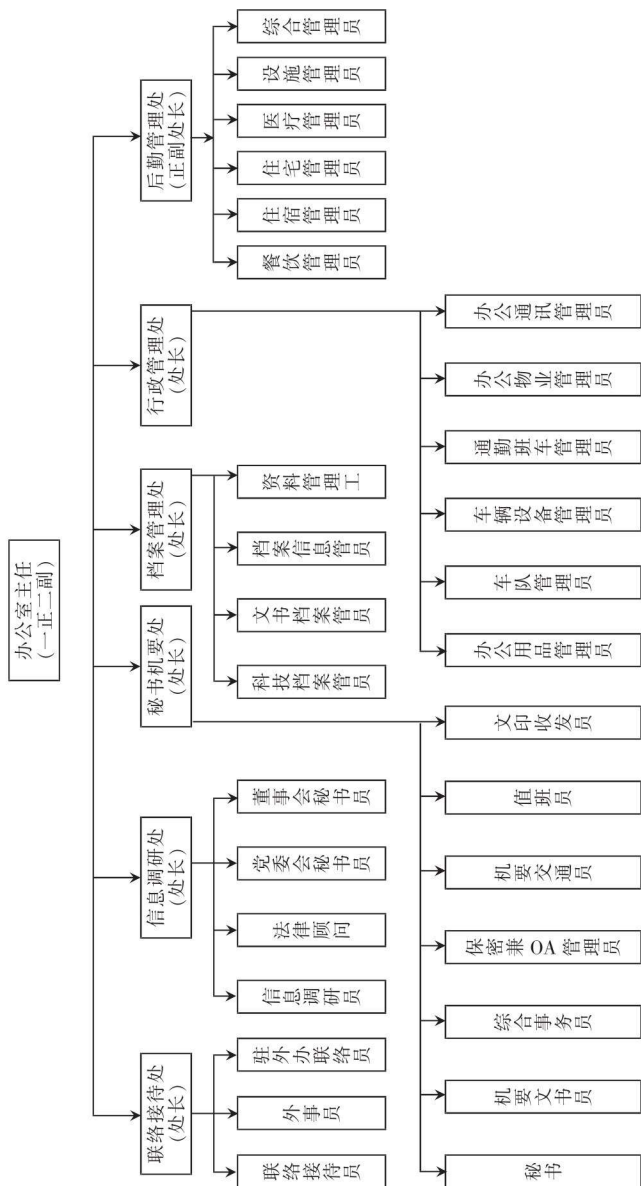 办公室主任
(一正二副)
联络接待处
(处长)
信息调研处
(处长)
秘书机要处
(处长)
档案管理处
(处长)
行政管理处
(处长)
后勤管理处
(正副处长)
联络接待员
外事员
驻外办联络员
信息调研员
法律顾问
党委会秘书员
董事会秘书员
科技档案管员
文书档案管员
档案信息管员
资料管理工
餐饮管理员
住宿管理员
住宅管理员
医疗管理员
设施管理员
综合管理员
秘书
机要文书员
综合事务员
保密兼OA管理员
机要交通员
值班员
文印收发员
办公用品管理员
车队管理员
车辆设备管理员
通勤班车管理员
办公物业管理员
办公通讯管理员